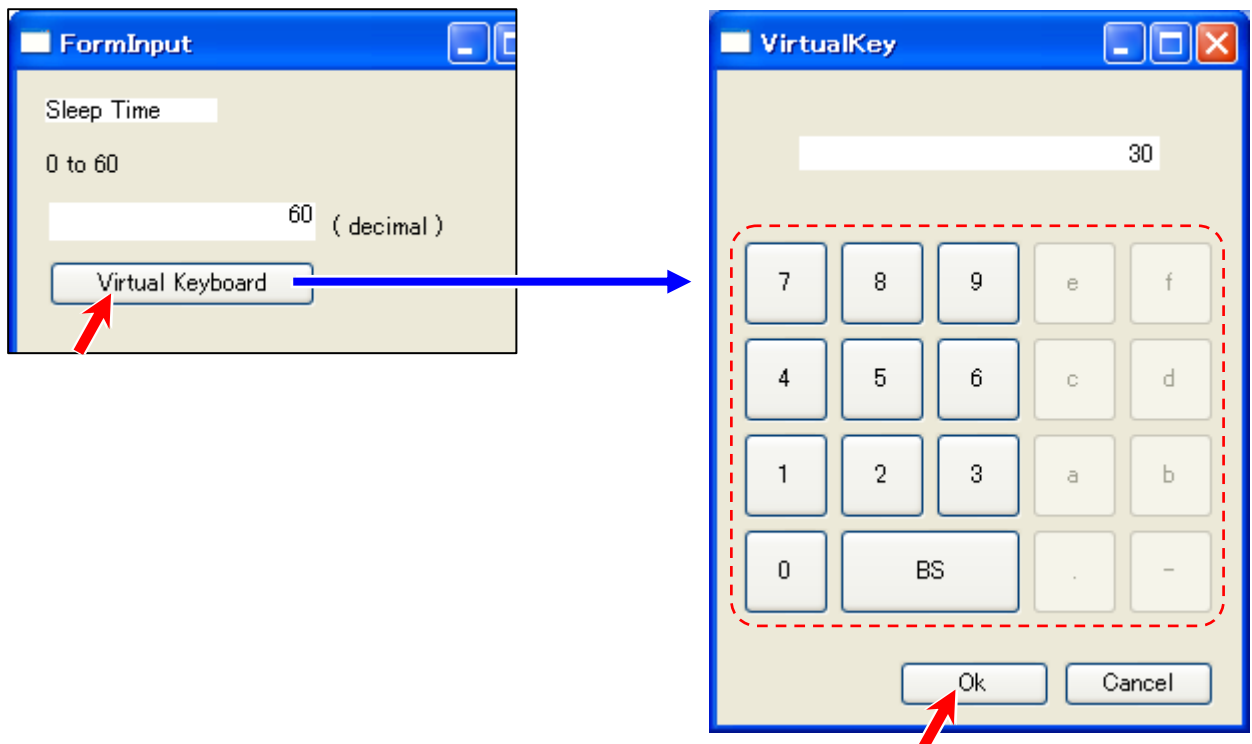 FormInput
Sleep Time
0 to 60
60 ( decimal )
Virtual Keyboard
VirtualKey
30
7 8 9 e f
4 5 6 c d
1 2 3 a b
0 BS . -
Ok Cancel